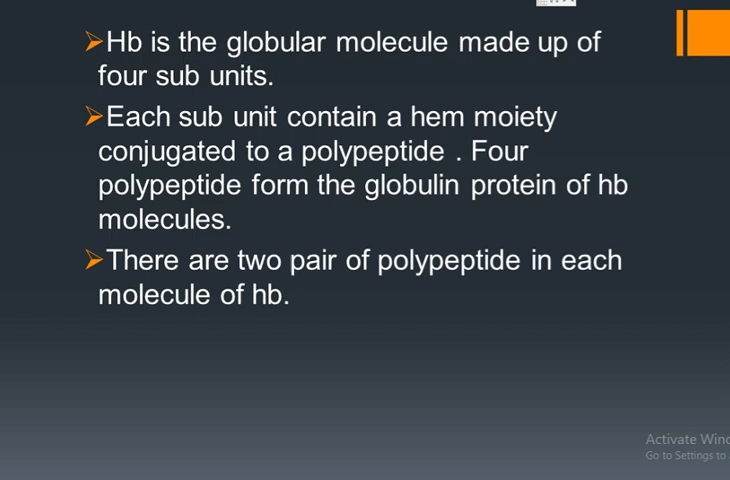 Hb is the globular molecule made up of
four sub units.
Each sub unit contain a hem moiety
conjugated to a polypeptide . Four
polypeptide form the globulin protein of hb
molecules.
There are two pair of polypeptide in each
molecule of hb.
Activate Wind
Go to Settings to